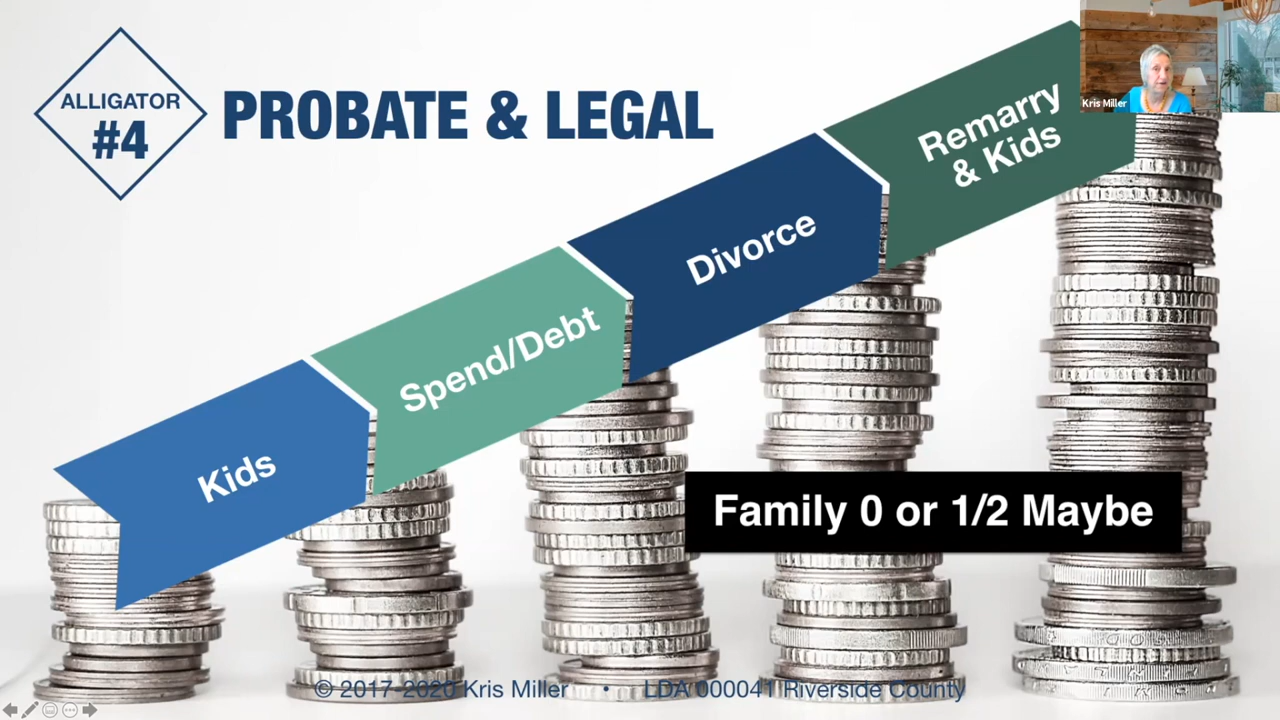 ALLIGATOR
#4
PROBATE & LEGAL
Kids
Spend/Debt
Divorce
Remarry
& Kids
Kris Miller
Family 0 or 1/2 Maybe
© 2017-2020 Kris Miller • LDA 000041 Riverside County